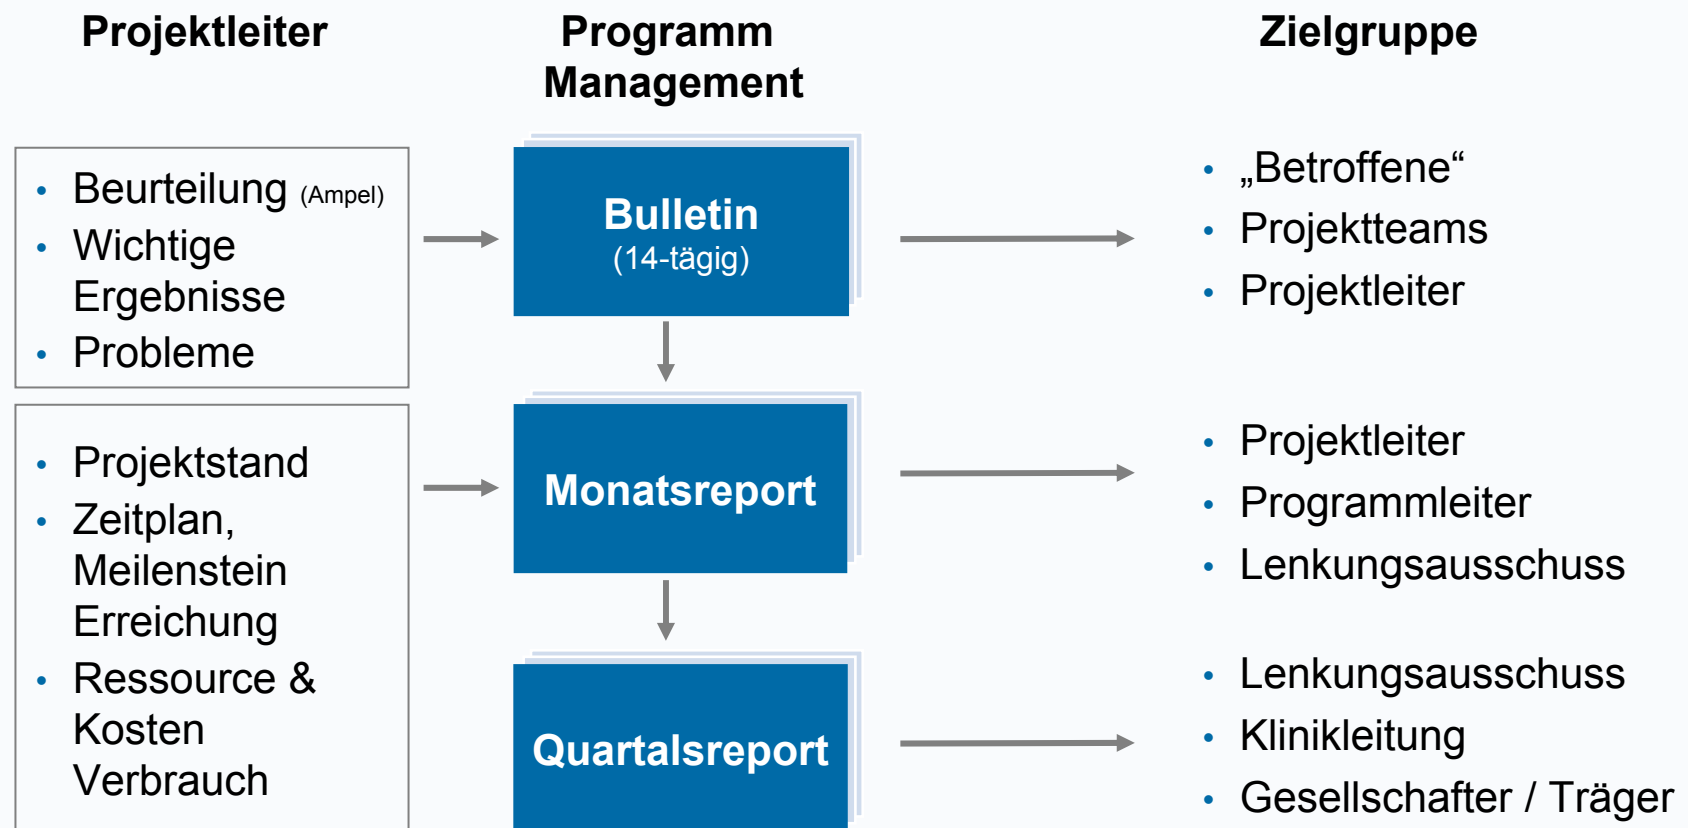 Projektleiter
Programm
Management
Zielgruppe
• Beurteilung (Ampel)
• Wichtige
Ergebnisse
• Probleme
Bulletin
(14-tägig)
• „Betroffene“
• Projektteams
• Projektleiter
• Projektstand
• Zeitplan,
Meilenstein
Erreichung
• Ressource &
Kosten
Verbrauch
Monatsreport
• Projektleiter
• Programmleiter
• Lenkungsausschuss
Quartalsreport
• Lenkungsausschuss
• Klinikleitung
• Gesellschafter / Träger